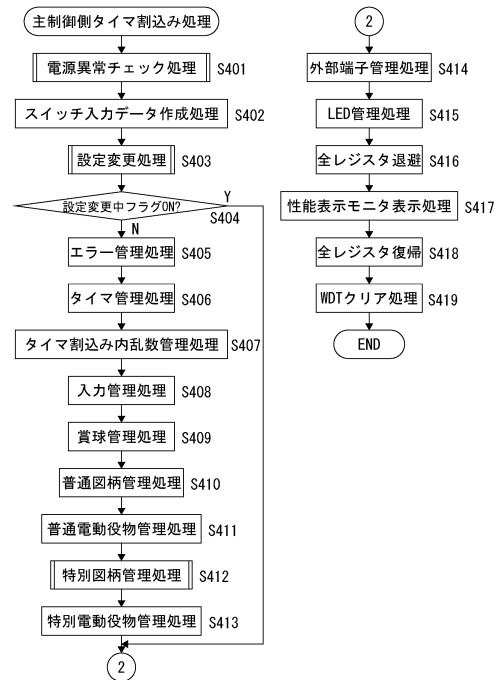 主制御側タイマ割込み処理
電源異常チェック処理 S401
スイッチ入力データ作成処理 S402
設定変更処理 S403
設定変更中フラグON? S404
Y
N
エラー管理処理 S405
タイマ管理処理 S406
タイマ割込み内乱数管理処理 S407
入力管理処理 S408
賞球管理処理 S409
普通図柄管理処理 S410
普通電動役物管理処理 S411
特別図柄管理処理 S412
特別電動役物管理処理 S413
2
2
外部端子管理処理 S414
LED管理処理 S415
全レジスタ退避 S416
性能表示モニタ表示処理 S417
全レジスタ復帰 S418
WDTクリア処理 S419
END